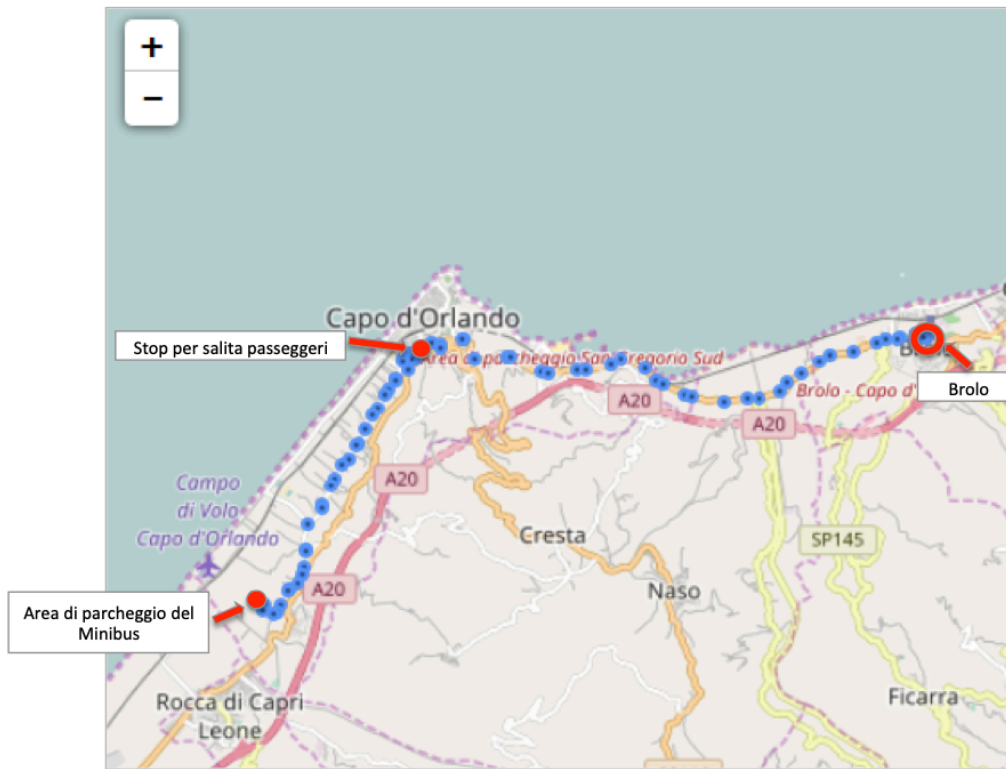 +
−
Capo d'Orlando
Stop per salita passeggeri
Area di parcheggio San Gregorio Sud
Brolo - Capo d'
Brolo
A20
A20
A20
Campo
di Volo
Capo d'Orlando
Cresta
SP145
A20
Naso
Area di parcheggio del
Minibus
Rocca di Capri
Leone
Ficarra